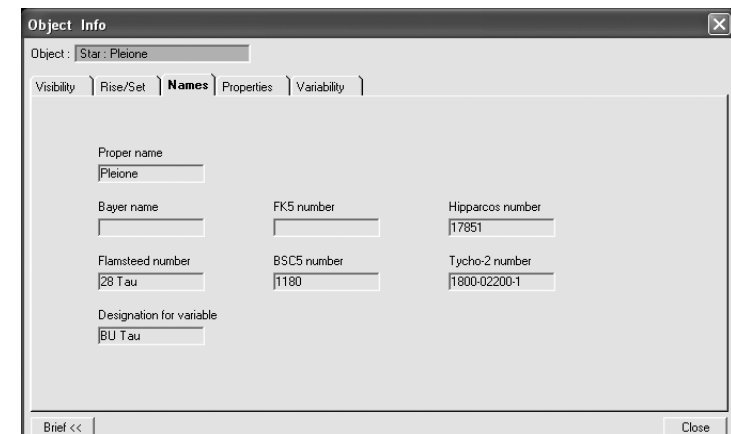 Object Info
Object : Star : Pleione
Visibility Rise/Set Names Properties Variability
Proper name
Pleione
Bayer name FK5 number Hipparcos number
17851
Flamsteed number BSC5 number Tycho-2 number
28 Tau 1180 1800-02200-1
Designation for variable
BU Tau
Brief << Close